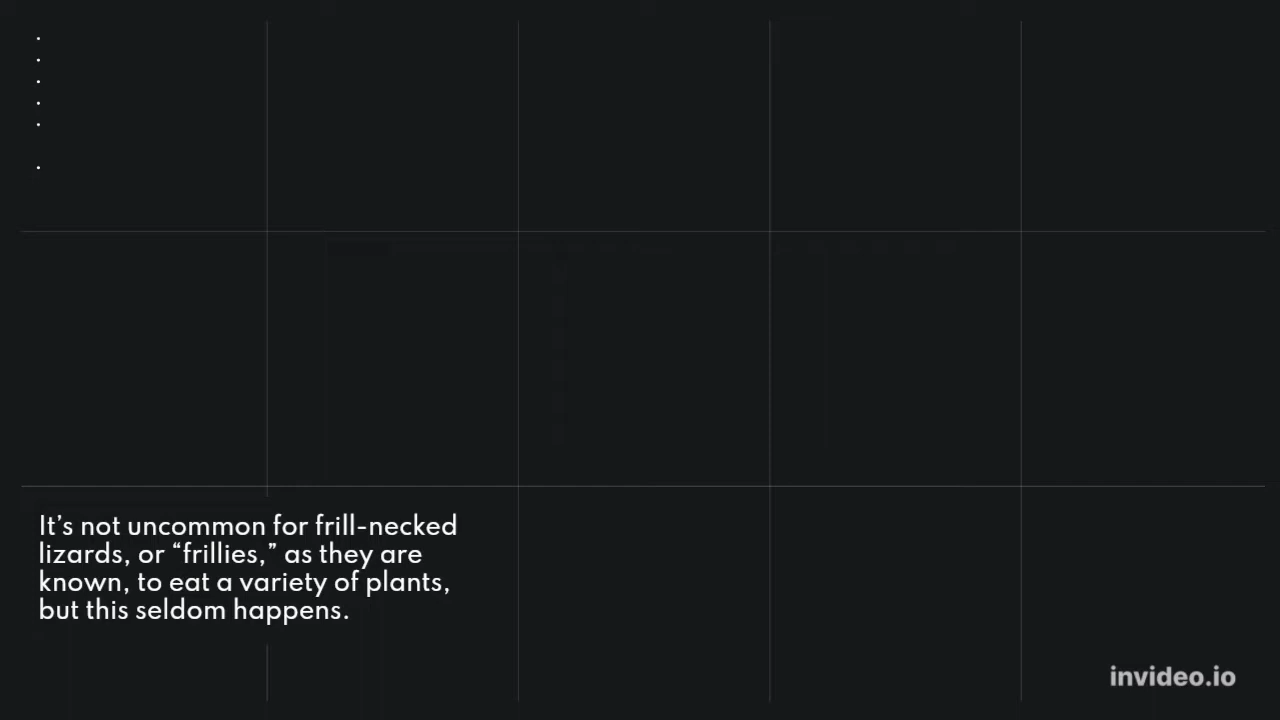 It’s not uncommon for frill-necked
lizards, or “frillies,” as they are
known, to eat a variety of plants,
but this seldom happens.
invideo.io